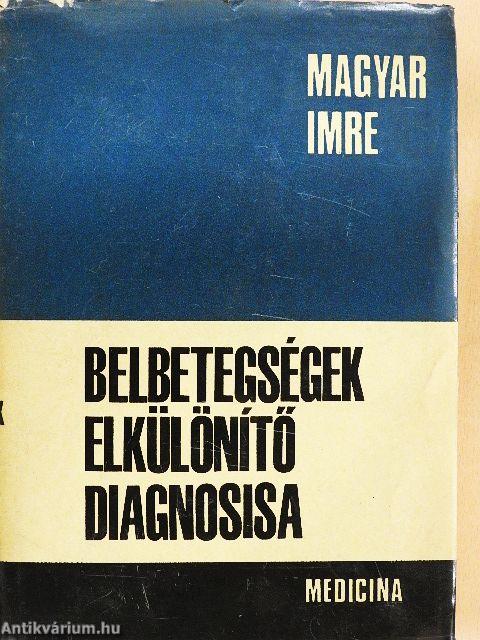 MAGYAR
IMRE
BELBETEGSÉGEK
ELKÜLÖNÍTŐ
DIAGNOSISA
MEDICINA
K
Antikvárium.hu